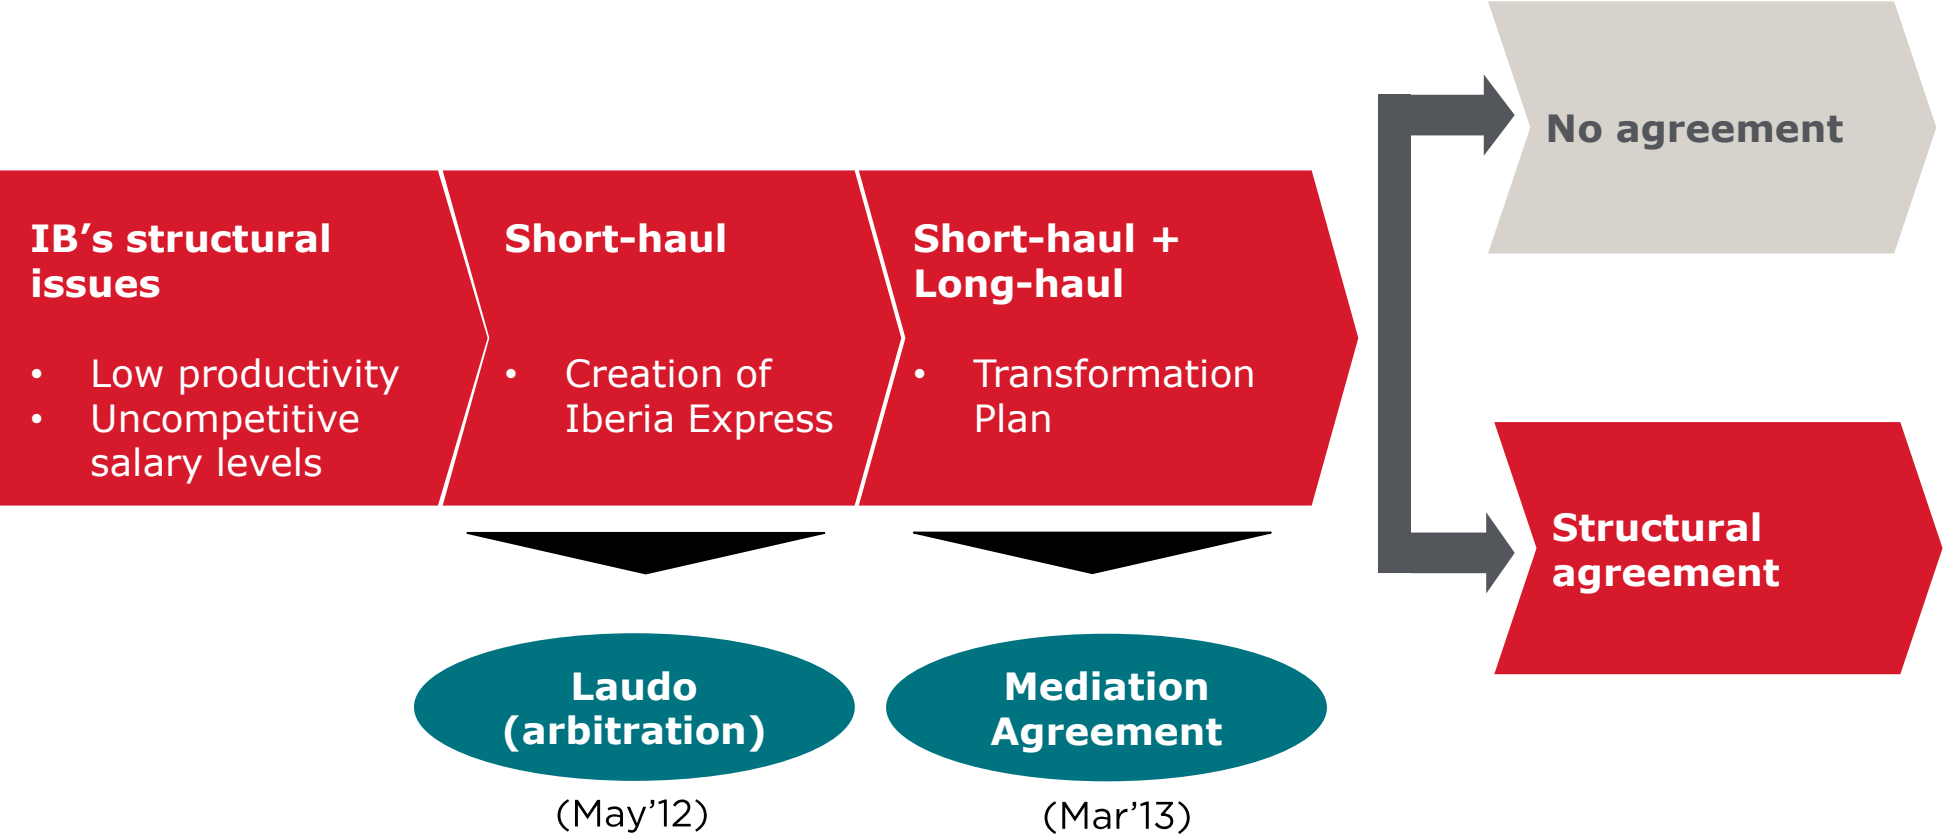 No agreement
IB’s structural
issues
• Low productivity
• Uncompetitive
salary levels
Short-haul
• Creation of
Iberia Express
Short-haul +
Long-haul
• Transformation
Plan
Structural
agreement
Laudo
(arbitration)
(May’12)
Mediation
Agreement
(Mar’13)